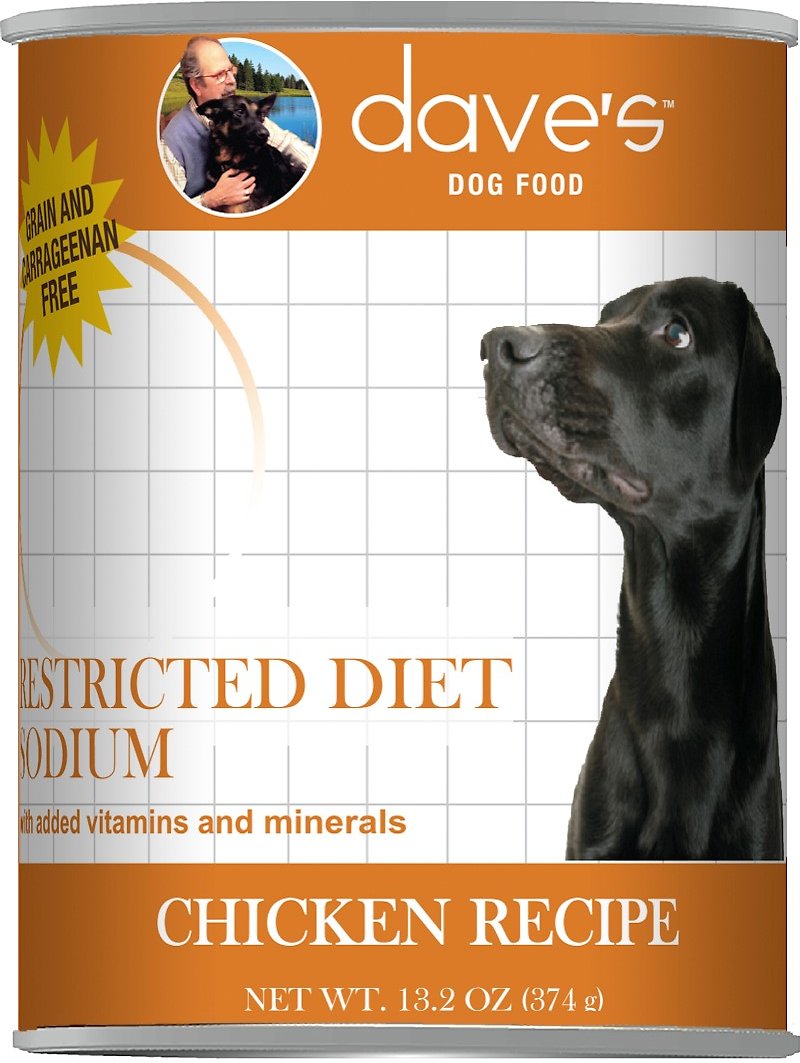 dave's™
DOG FOOD
GRAIN AND
CARRAGEENAN
FREE
RESTRICTED DIET
SODIUM
with added vitamins and minerals
CHICKEN RECIPE
NET WT. 13.2 OZ (374 g)